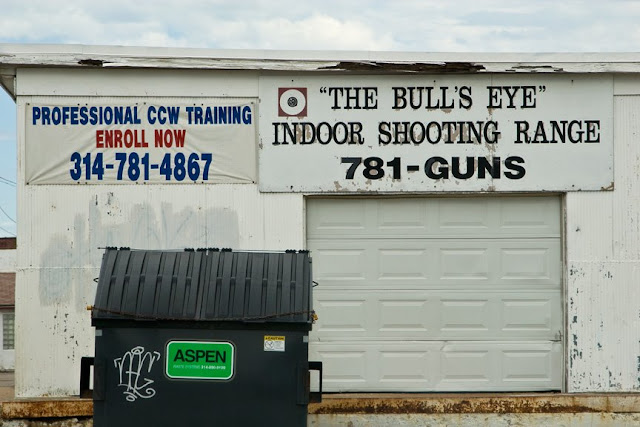 PROFESSIONAL CCW TRAINING
ENROLL NOW
314-781-4867
"THE BULL'S EYE"
INDOOR SHOOTING RANGE
781-GUNS
ASPEN